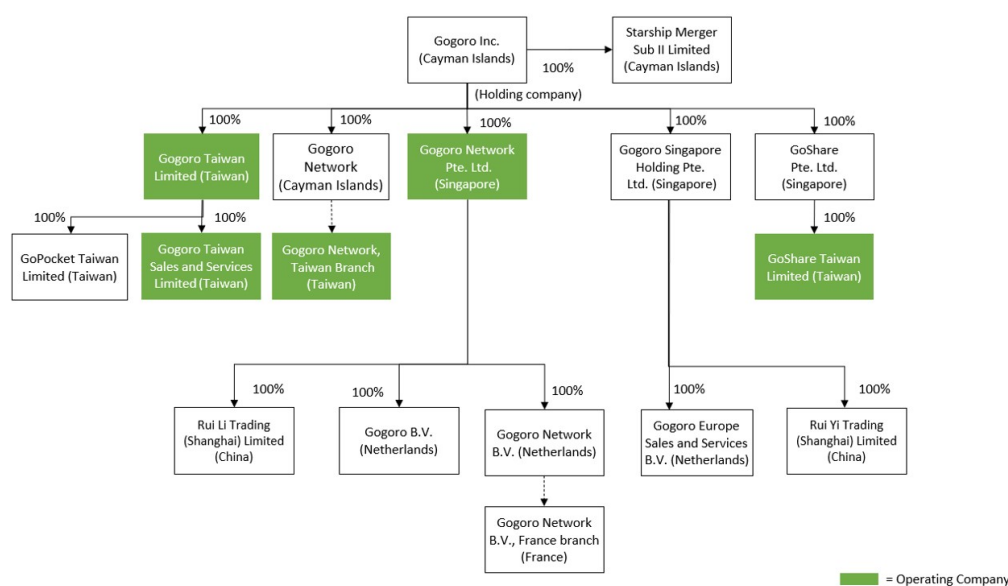 Gogoro Inc.
(Cayman Islands)
100%
Starship Merger
Sub II Limited
(Cayman Islands)
(Holding company)
100%
100%
100%
100%
100%
Gogoro Taiwan
Limited (Taiwan)
Gogoro
Network
(Cayman Islands)
Gogoro Network
Pte. Ltd.
(Singapore)
Gogoro Singapore
Holding Pte.
Ltd. (Singapore)
GoShare
Pte. Ltd.
(Singapore)
100%
100%
100%
GoPocket Taiwan
Limited (Taiwan)
Gogoro Taiwan
Sales and Services
Limited (Taiwan)
Gogoro Network,
Taiwan Branch
(Taiwan)
GoShare Taiwan
Limited (Taiwan)
100%
100%
100%
100%
100%
Rui Li Trading
(Shanghai) Limited
(China)
Gogoro B.V.
(Netherlands)
Gogoro Network
B.V. (Netherlands)
Gogoro Europe
Sales and Services
B.V. (Netherlands)
Rui Yi Trading
(Shanghai) Limited
(China)
Gogoro Network
B.V., France branch
(France)
= Operating Company